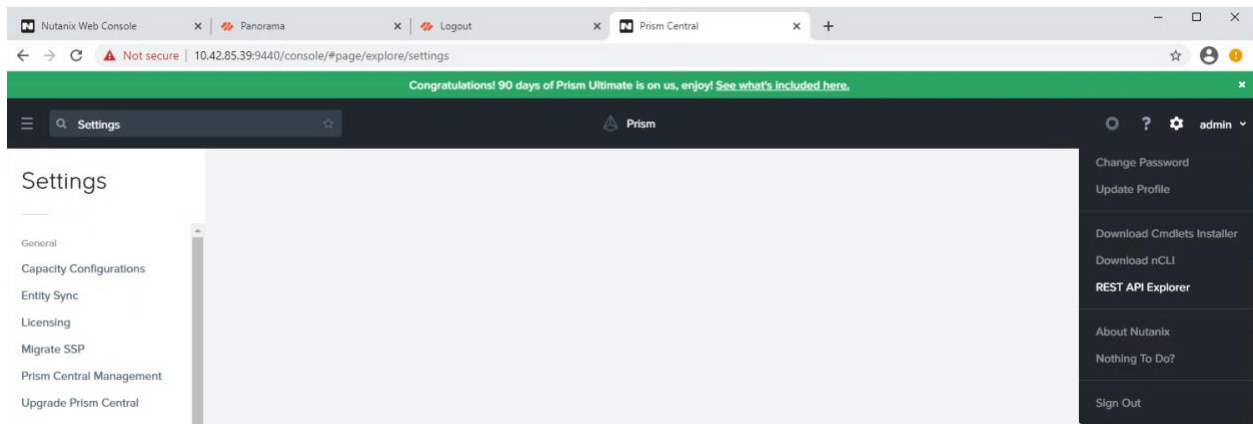 Nutanix Web Console
Panorama
Logout
Prism Central
Not secure 10.42.85.39:9440/console/#page/explore/settings
Congratulations! 90 days of Prism Ultimate is on us, enjoy! See what's included here.
Settings
Prism
? admin
Settings
General
Capacity Configurations
Entity Sync
Licensing
Migrate SSP
Prism Central Management
Upgrade Prism Central
Change Password
Update Profile
Download Cmdlets Installer
Download nCLI
REST API Explorer
About Nutanix
Nothing To Do?
Sign Out